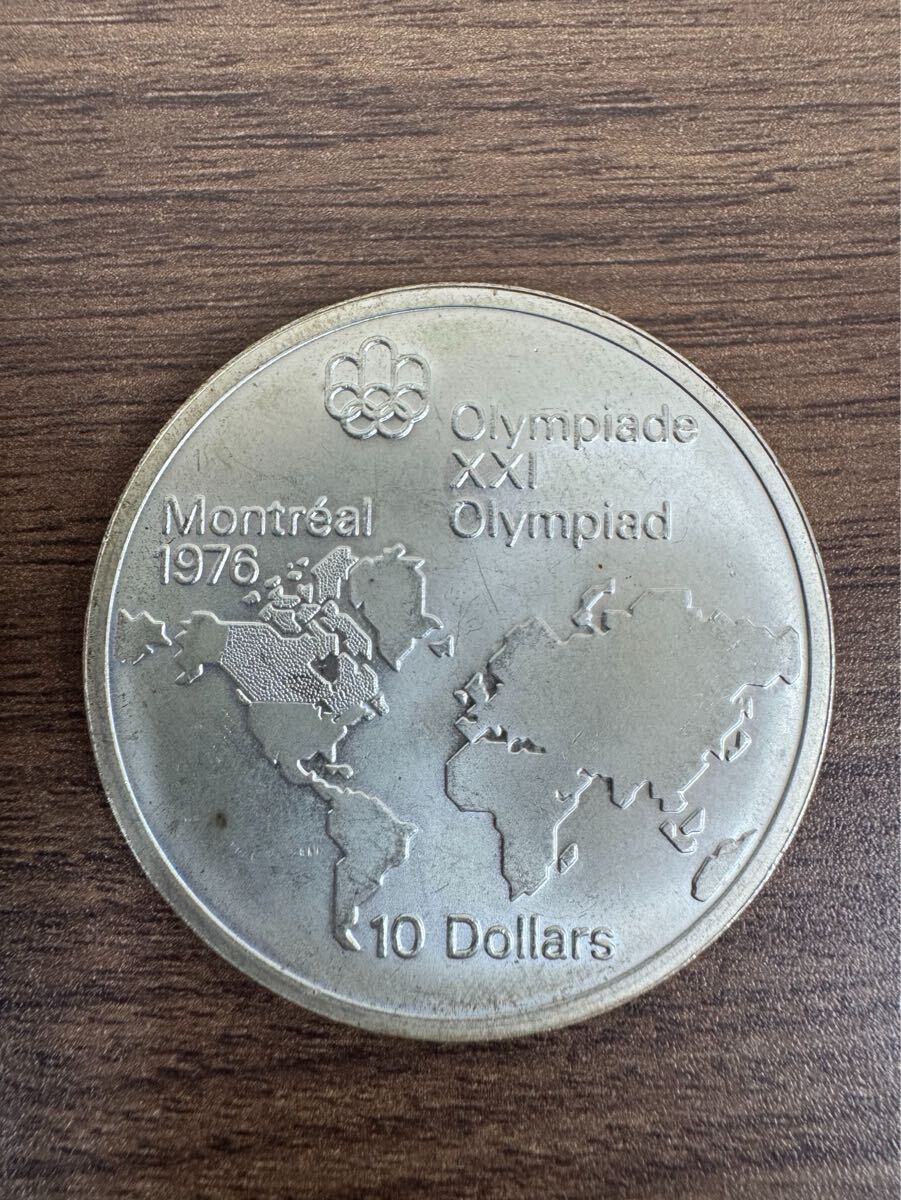 Olympiade
XXI
Olympiad
Montréal
1976
10 Dollars